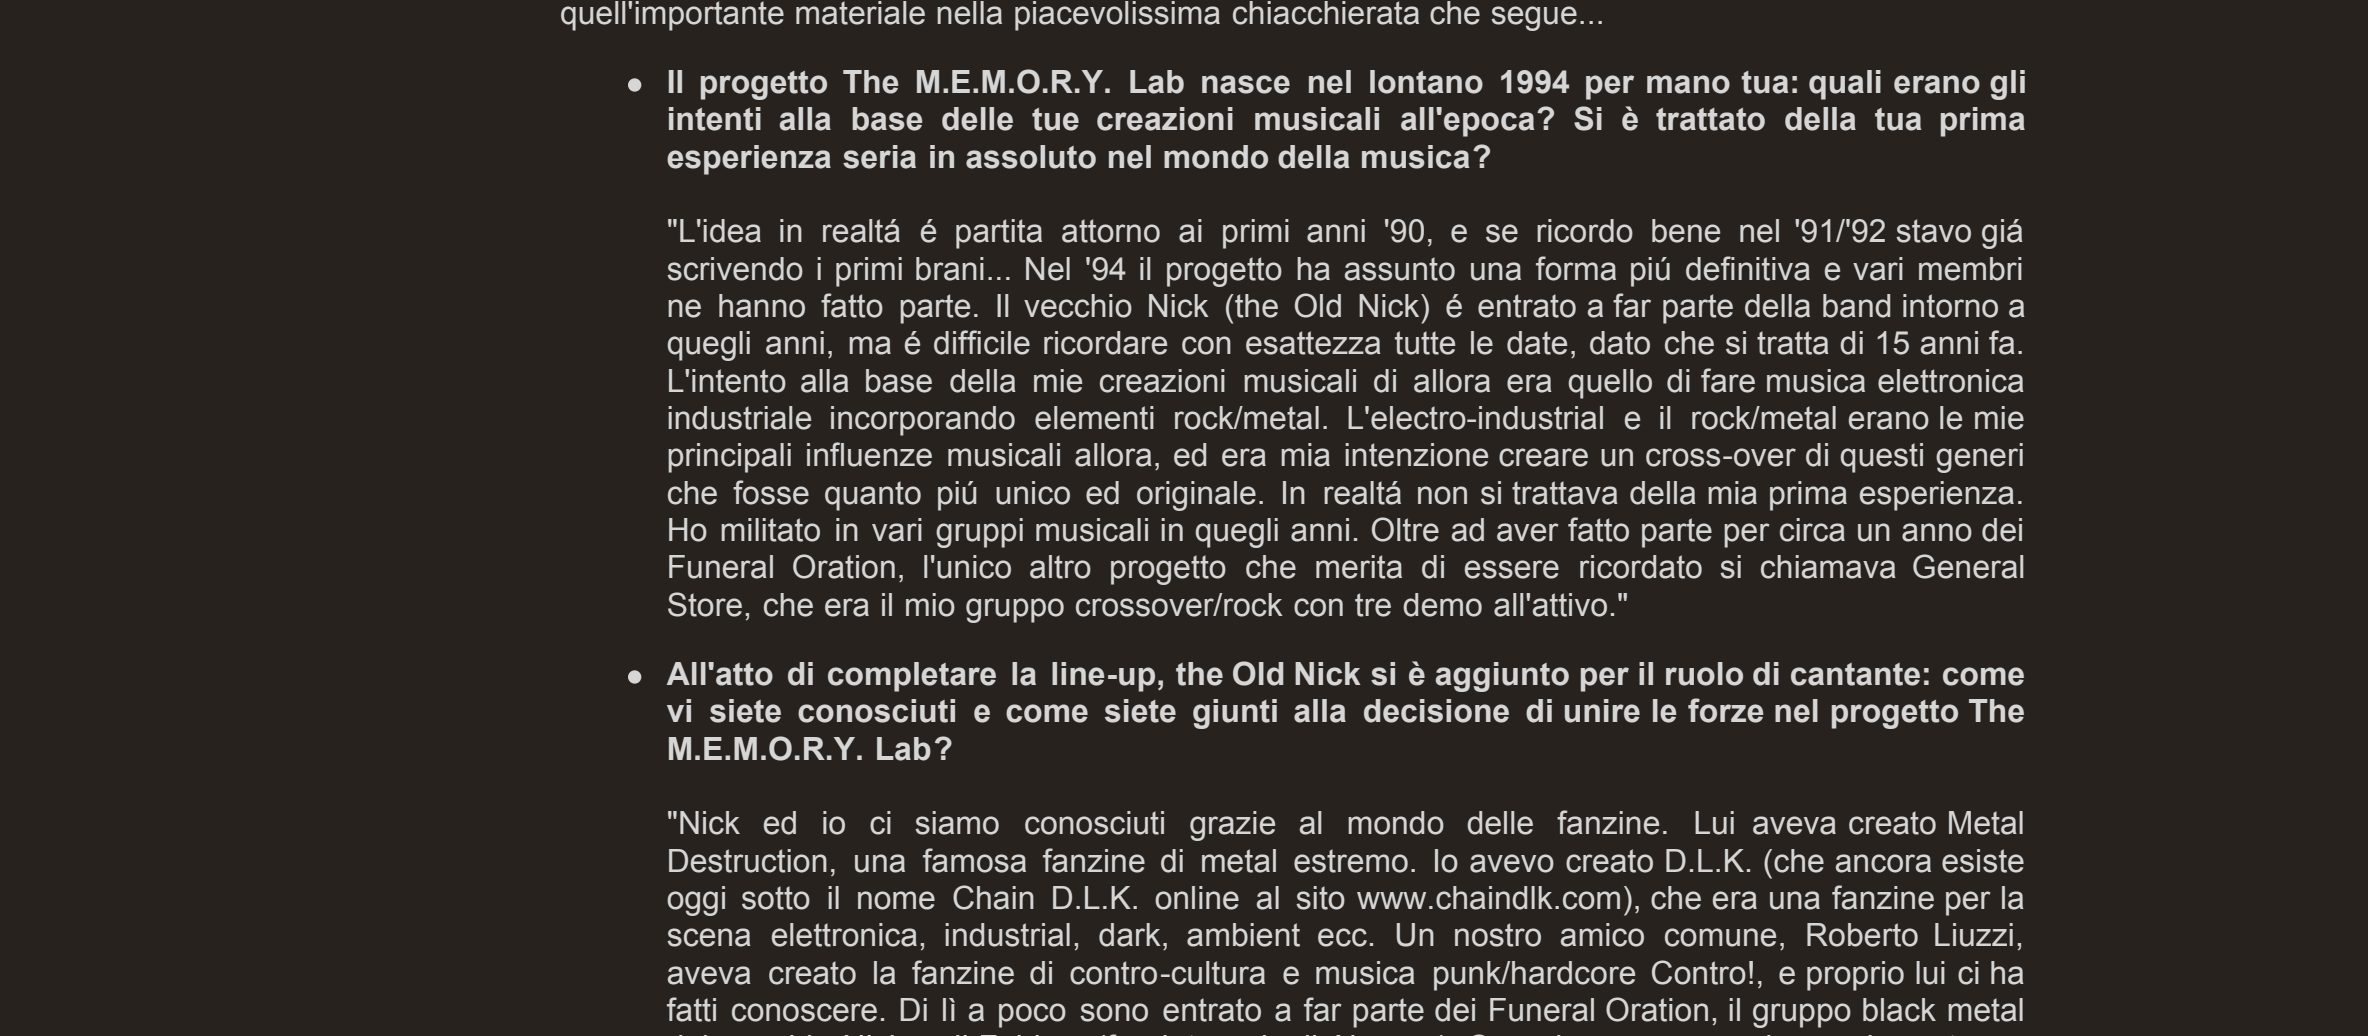 quell'importante materiale nella piacevolissima chiacchierata che segue...
● Il progetto The M.E.M.O.R.Y. Lab nasce nel lontano 1994 per mano tua: quali erano gli
intenti alla base delle tue creazioni musicali all'epoca? Si è trattato della tua prima
esperienza seria in assoluto nel mondo della musica?
"L'idea in realtá é partita attorno ai primi anni '90, e se ricordo bene nel '91/'92 stavo giá
scrivendo i primi brani... Nel '94 il progetto ha assunto una forma piú definitiva e vari membri
ne hanno fatto parte. Il vecchio Nick (the Old Nick) é entrato a far parte della band intorno a
quegli anni, ma é difficile ricordare con esattezza tutte le date, dato che si tratta di 15 anni fa.
L'intento alla base della mie creazioni musicali di allora era quello di fare musica elettronica
industriale incorporando elementi rock/metal. L'electro-industrial e il rock/metal erano le mie
principali influenze musicali allora, ed era mia intenzione creare un cross-over di questi generi
che fosse quanto piú unico ed originale. In realtá non si trattava della mia prima esperienza.
Ho militato in vari gruppi musicali in quegli anni. Oltre ad aver fatto parte per circa un anno dei
Funeral Oration, l'unico altro progetto che merita di essere ricordato si chiamava General
Store, che era il mio gruppo crossover/rock con tre demo all'attivo."
● All'atto di completare la line-up, the Old Nick si è aggiunto per il ruolo di cantante: come
vi siete conosciuti e come siete giunti alla decisione di unire le forze nel progetto The
M.E.M.O.R.Y. Lab?
"Nick ed io ci siamo conosciuti grazie al mondo delle fanzine. Lui aveva creato Metal
Destruction, una famosa fanzine di metal estremo. Io avevo creato D.L.K. (che ancora esiste
oggi sotto il nome Chain D.L.K. online al sito www.chaindlk.com), che era una fanzine per la
scena elettronica, industrial, dark, ambient ecc. Un nostro amico comune, Roberto Liuzzi,
aveva creato la fanzine di contro-cultura e musica punk/hardcore Contro!, e proprio lui ci ha
fatti conoscere. Di lì a poco sono entrato a far parte dei Funeral Oration, il gruppo black metal